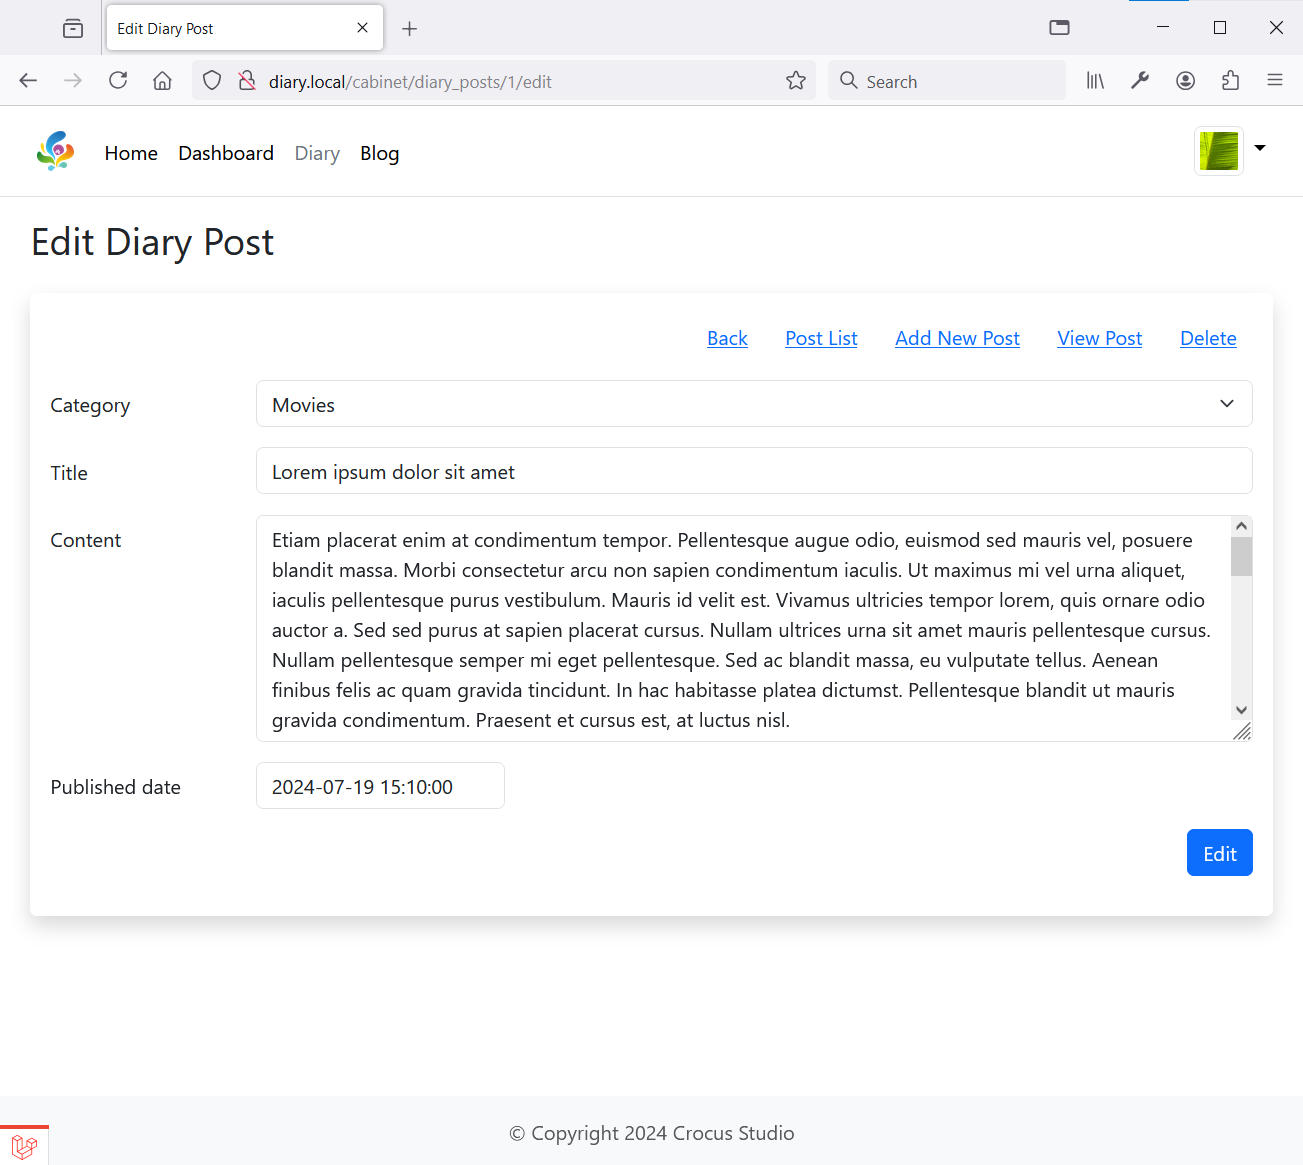 Edit Diary Post
diary.local/cabinet/diary_posts/1/edit
Search
Home Dashboard Diary Blog
Edit Diary Post
Back Post List Add New Post View Post Delete
Category Movies
Title Lorem ipsum dolor sit amet
Content Etiam placerat enim at condimentum tempor. Pellentesque augue odio, euismod sed mauris vel, posuere
blandit massa. Morbi consectetur arcu non sapien condimentum iaculis. Ut maximus mi vel urna aliquet,
iaculis pellentesque purus vestibulum. Mauris id velit est. Vivamus ultricies tempor lorem, quis ornare odio
auctor a. Sed sed purus at sapien placerat cursus. Nullam ultrices urna sit amet mauris pellentesque cursus.
Nullam pellentesque semper mi eget pellentesque. Sed ac blandit massa, eu vulputate tellus. Aenean
finibus felis ac quam gravida tincidunt. In hac habitasse platea dictumst. Pellentesque blandit ut mauris
gravida condimentum. Praesent et cursus est, at luctus nisl.
Published date 2024-07-19 15:10:00
Edit
© Copyright 2024 Crocus Studio